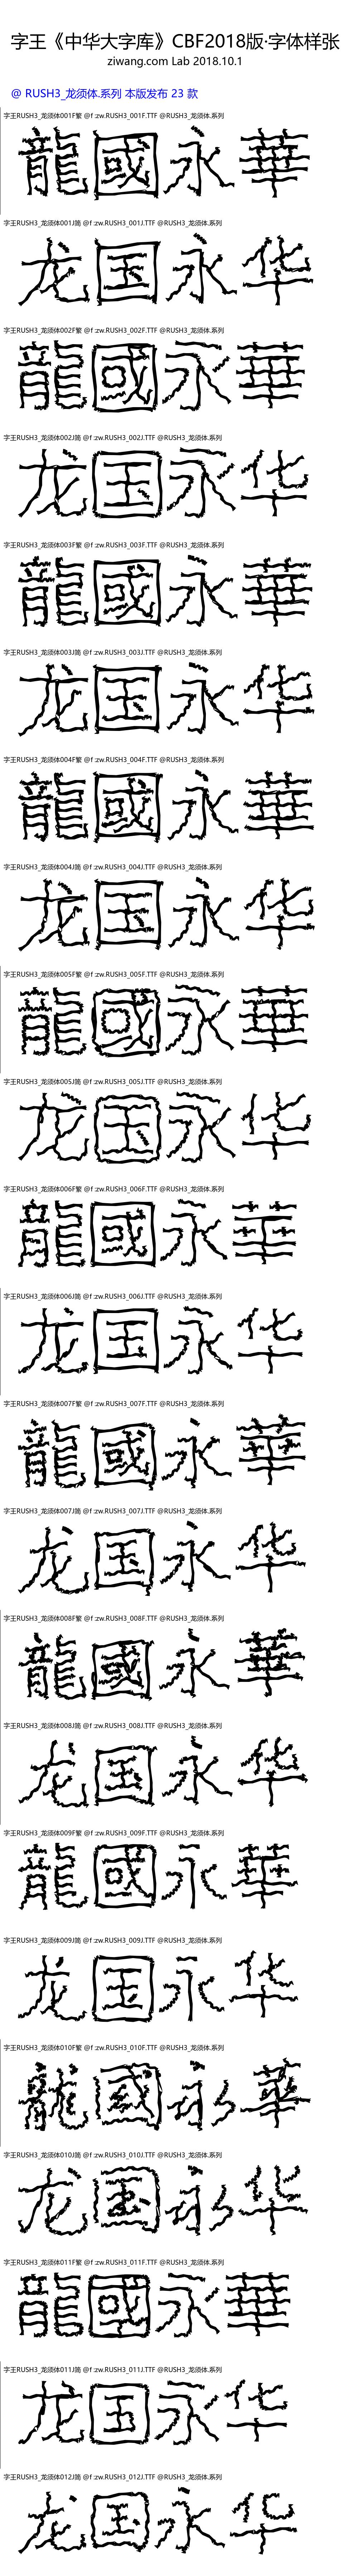 字王《中华大字库》CBF2018版·字体样张
ziwang.com Lab 2018.10.1
@ RUSH3_龙须体.系列 本版发布 23 款
字王RUSH3_龙须体001F繁 @f :zw.RUSH3_001F.TTF @RUSH3_龙须体.系列
龍國永華
字王RUSH3_龙须体001J简 @f :zw.RUSH3_001J.TTF @RUSH3_龙须体.系列
龙国永华
字王RUSH3_龙须体002F繁 @f :zw.RUSH3_002F.TTF @RUSH3_龙须体.系列
龍國永華
字王RUSH3_龙须体002J简 @f :zw.RUSH3_002J.TTF @RUSH3_龙须体.系列
龙国永华
字王RUSH3_龙须体003F繁 @f :zw.RUSH3_003F.TTF @RUSH3_龙须体.系列
龍國永華
字王RUSH3_龙须体003J简 @f :zw.RUSH3_003J.TTF @RUSH3_龙须体.系列
龙国永华
字王RUSH3_龙须体004F繁 @f :zw.RUSH3_004F.TTF @RUSH3_龙须体.系列
龍國永華
字王RUSH3_龙须体004J简 @f :zw.RUSH3_004J.TTF @RUSH3_龙须体.系列
龙国永华
字王RUSH3_龙须体005F繁 @f :zw.RUSH3_005F.TTF @RUSH3_龙须体.系列
龍國永華
字王RUSH3_龙须体005J简 @f :zw.RUSH3_005J.TTF @RUSH3_龙须体.系列
龙国永华
字王RUSH3_龙须体006F繁 @f :zw.RUSH3_006F.TTF @RUSH3_龙须体.系列
龍國永華
字王RUSH3_龙须体006J简 @f :zw.RUSH3_006J.TTF @RUSH3_龙须体.系列
龙国永华
字王RUSH3_龙须体007F繁 @f :zw.RUSH3_007F.TTF @RUSH3_龙须体.系列
龍國永華
字王RUSH3_龙须体007J简 @f :zw.RUSH3_007J.TTF @RUSH3_龙须体.系列
龙国永华
字王RUSH3_龙须体008F繁 @f :zw.RUSH3_008F.TTF @RUSH3_龙须体.系列
龍國永華
字王RUSH3_龙须体008J简 @f :zw.RUSH3_008J.TTF @RUSH3_龙须体.系列
龙国永华
字王RUSH3_龙须体009F繁 @f :zw.RUSH3_009F.TTF @RUSH3_龙须体.系列
龍國永華
字王RUSH3_龙须体009J简 @f :zw.RUSH3_009J.TTF @RUSH3_龙须体.系列
龙国永华
字王RUSH3_龙须体010F繁 @f :zw.RUSH3_010F.TTF @RUSH3_龙须体.系列
龍國永華
字王RUSH3_龙须体010J简 @f :zw.RUSH3_010J.TTF @RUSH3_龙须体.系列
龙国永华
字王RUSH3_龙须体011F繁 @f :zw.RUSH3_011F.TTF @RUSH3_龙须体.系列
龍國永華
字王RUSH3_龙须体011J简 @f :zw.RUSH3_011J.TTF @RUSH3_龙须体.系列
龙国永华
字王RUSH3_龙须体012J简 @f :zw.RUSH3_012J.TTF @RUSH3_龙须体.系列
龙国永华